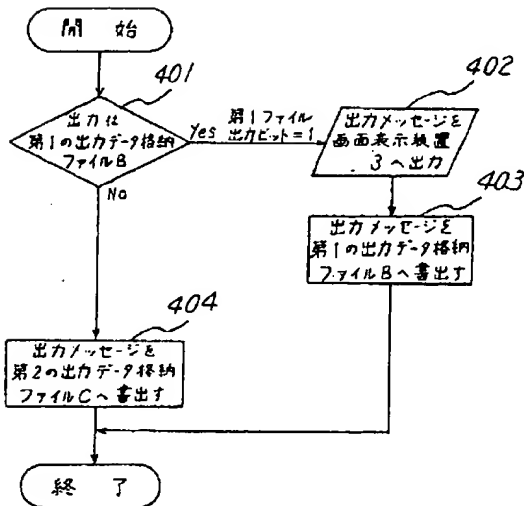 開 始
401
出力は
第1の出力データ格納
ファイルB
Yes
第1ファイル
出力ビット=1
402
出力メッセージを
画面表示装置
3へ出力
No
403
出力メッセージを
第1の出力データ格納
ファイルBへ書出す
404
出力メッセージを
第2の出力データ格納
ファイルCへ書出す
終 了